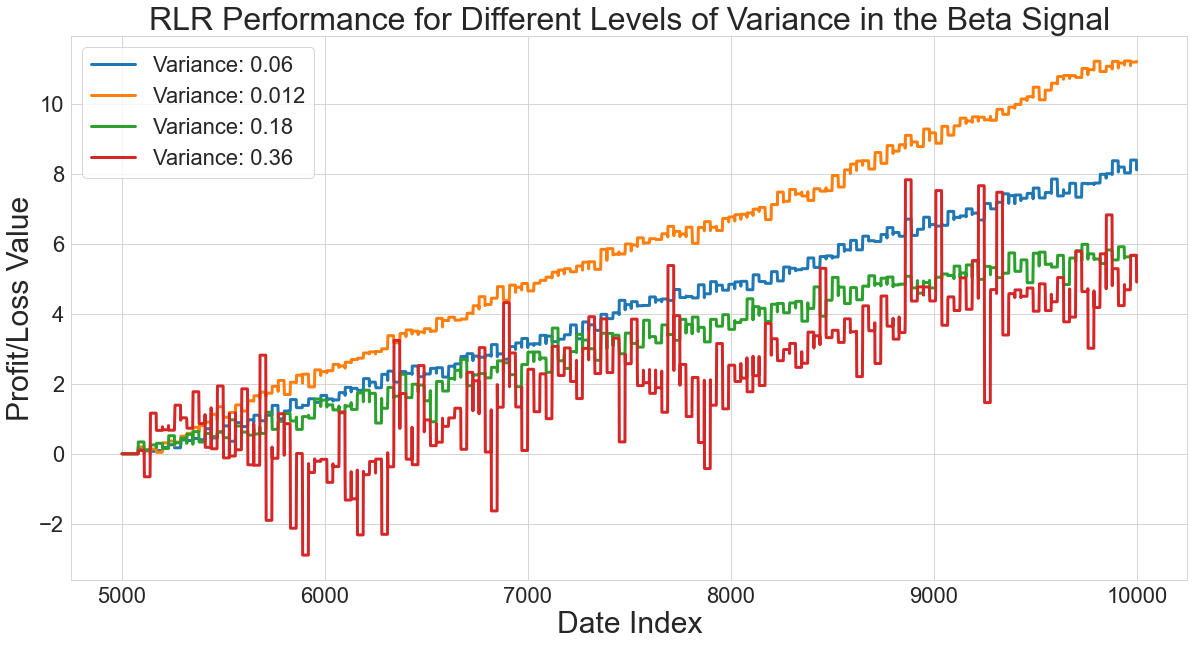 RLR Performance for Different Levels of Variance in the Beta Signal
Variance: 0.06
Variance: 0.012
Variance: 0.18
Variance: 0.36
Profit/Loss Value
10
8
6
4
2
0
−2
5000 6000 7000 8000 9000 10000
Date Index